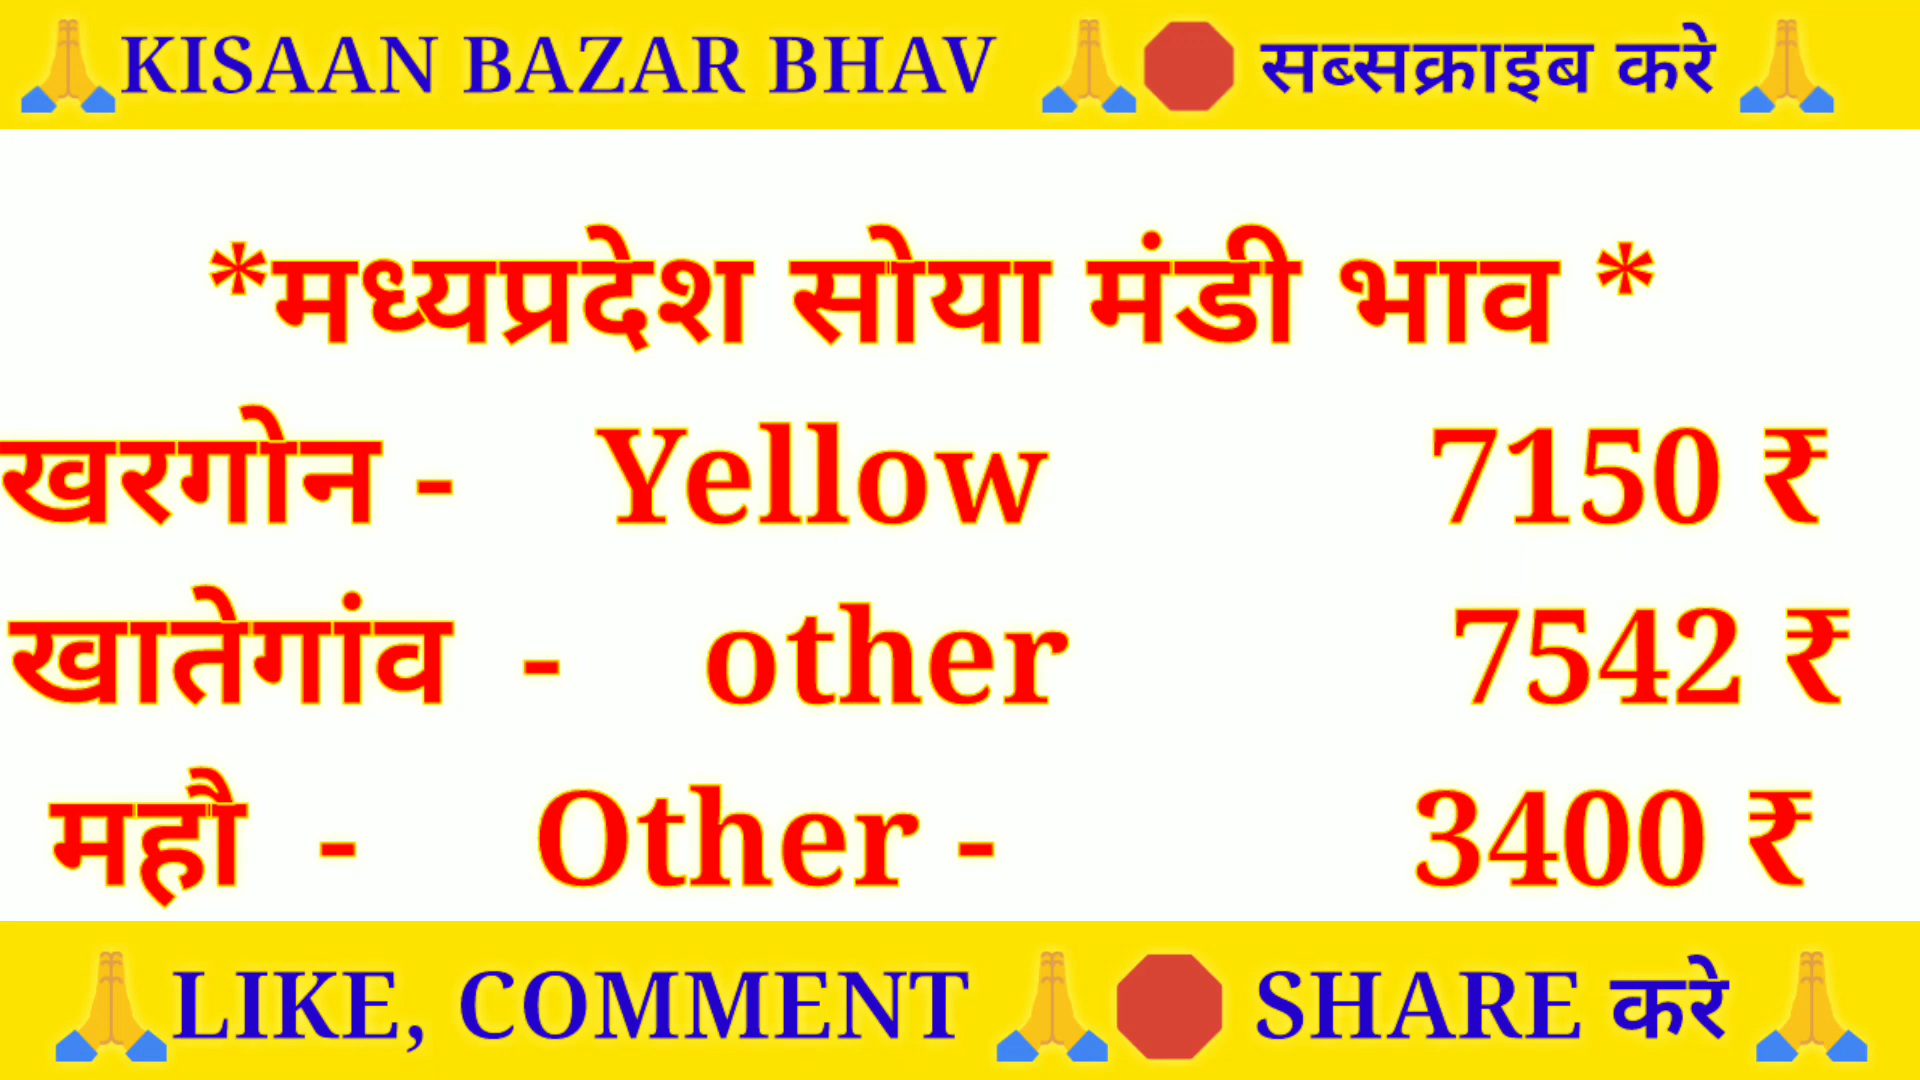 🙏KISAAN BAZAR BHAV 🙏🛑 सब्सक्राइब करे 🙏
*मध्यप्रदेश सोया मंडी भाव *
खरगोन - Yellow 7150 ₹
खातेगांव - other 7542 ₹
महौ - Other - 3400 ₹
🙏LIKE, COMMENT 🙏🛑 SHARE करे 🙏